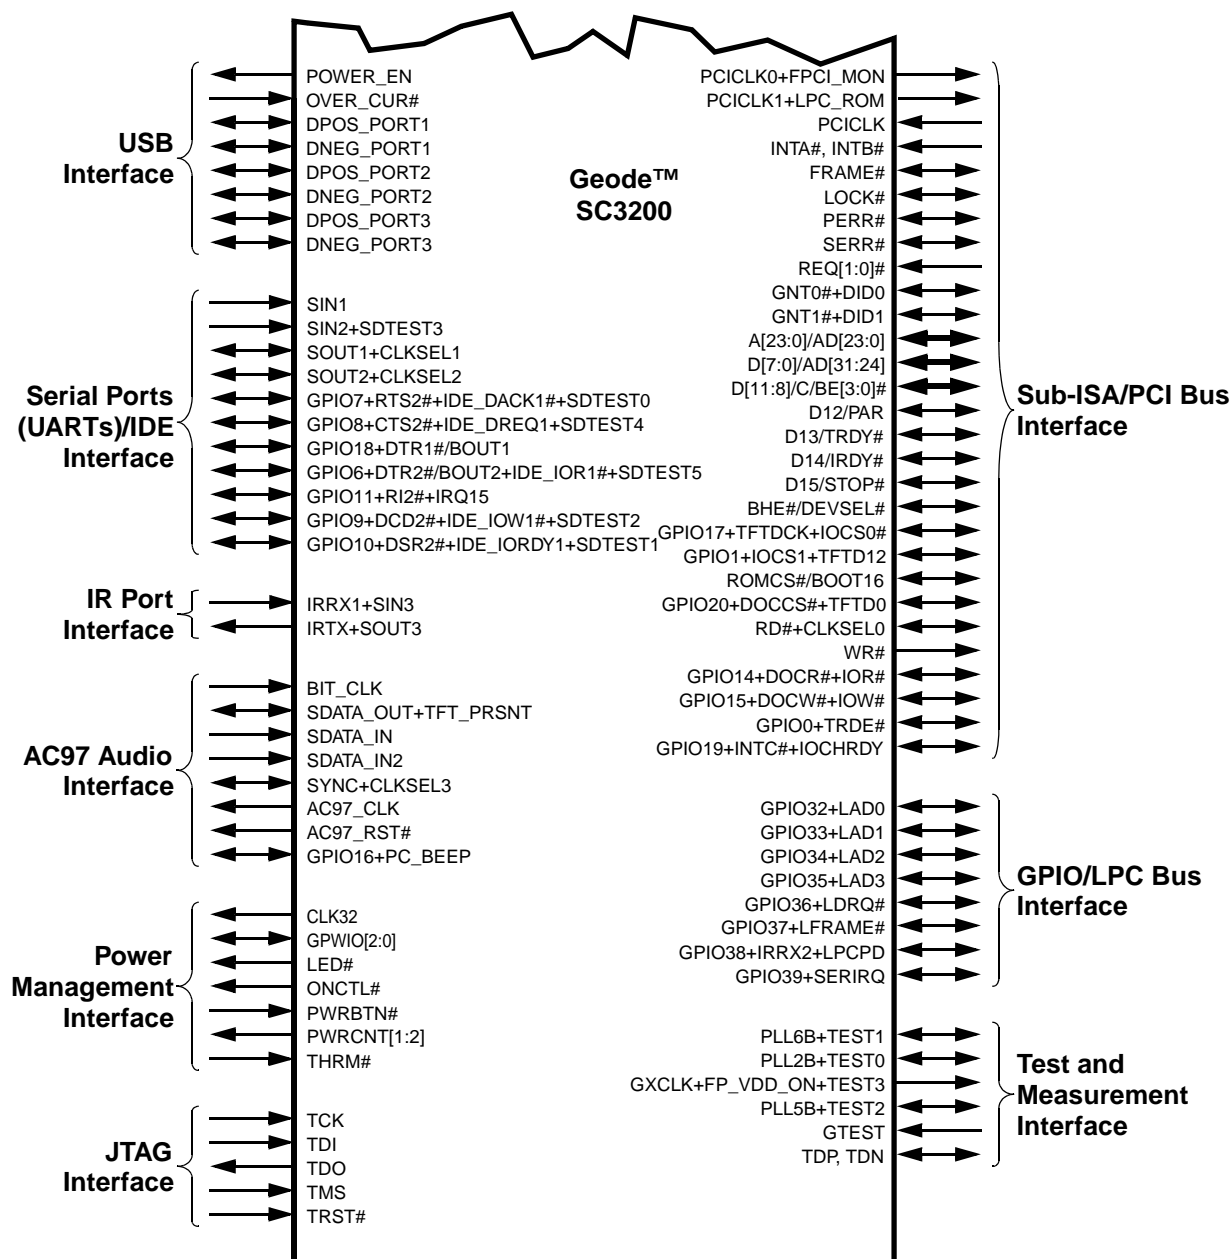 Geode™
SC3200
USB
Interface
POWER_EN
OVER_CUR#
DPOS_PORT1
DNEG_PORT1
DPOS_PORT2
DNEG_PORT2
DPOS_PORT3
DNEG_PORT3
Serial Ports
(UARTs)/IDE
Interface
SIN1
SIN2+SDTEST3
SOUT1+CLKSEL1
SOUT2+CLKSEL2
GPIO7+RTS2#+IDE_DACK1#+SDTEST0
GPIO8+CTS2#+IDE_DREQ1+SDTEST4
GPIO18+DTR1#/BOUT1
GPIO6+DTR2#/BOUT2+IDE_IOR1#+SDTEST5
GPIO11+RI2#+IRQ15
GPIO9+DCD2#+IDE_IOW1#+SDTEST2
GPIO10+DSR2#+IDE_IORDY1+SDTEST1
IR Port
Interface
IRRX1+SIN3
IRTX+SOUT3
AC97 Audio
Interface
BIT_CLK
SDATA_OUT+TFT_PRSNT
SDATA_IN
SDATA_IN2
SYNC+CLKSEL3
AC97_CLK
AC97_RST#
GPIO16+PC_BEEP
Power
Management
Interface
CLK32
GPWIO[2:0]
LED#
ONCTL#
PWRBTN#
PWRCNT[1:2]
THRM#
JTAG
Interface
TCK
TDI
TDO
TMS
TRST#
PCICLK0+FPCI_MON
PCICLK1+LPC_ROM
PCICLK
INTA#, INTB#
FRAME#
LOCK#
PERR#
SERR#
REQ[1:0]#
GNT0#+DID0
GNT1#+DID1
A[23:0]/AD[23:0]
D[7:0]/AD[31:24]
D[11:8]/C/BE[3:0]#
D12/PAR
D13/TRDY#
D14/IRDY#
D15/STOP#
BHE#/DEVSEL#
GPIO17+TFTDCK+IOCS0#
GPIO1+IOCS1+TFTD12
ROMCS#/BOOT16
GPIO20+DOCCS#+TFTD0
RD#+CLKSEL0
WR#
GPIO14+DOCR#+IOR#
GPIO15+DOCW#+IOW#
GPIO0+TRDE#
GPIO19+INTC#+IOCHRDY
Sub-ISA/PCI Bus
Interface
GPIO32+LAD0
GPIO33+LAD1
GPIO34+LAD2
GPIO35+LAD3
GPIO36+LDRQ#
GPIO37+LFRAME#
GPIO38+IRRX2+LPCPD
GPIO39+SERIRQ
GPIO/LPC Bus
Interface
PLL6B+TEST1
PLL2B+TEST0
GXCLK+FP_VDD_ON+TEST3
PLL5B+TEST2
GTEST
TDP, TDN
Test and
Measurement
Interface